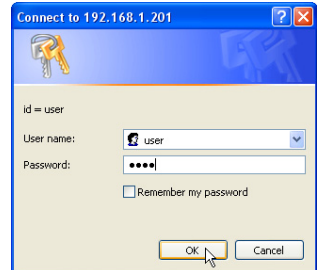 Connect to 192.168.1.201
id = user
User name:
user
Password:
••••
Remember my password
OK
Cancel